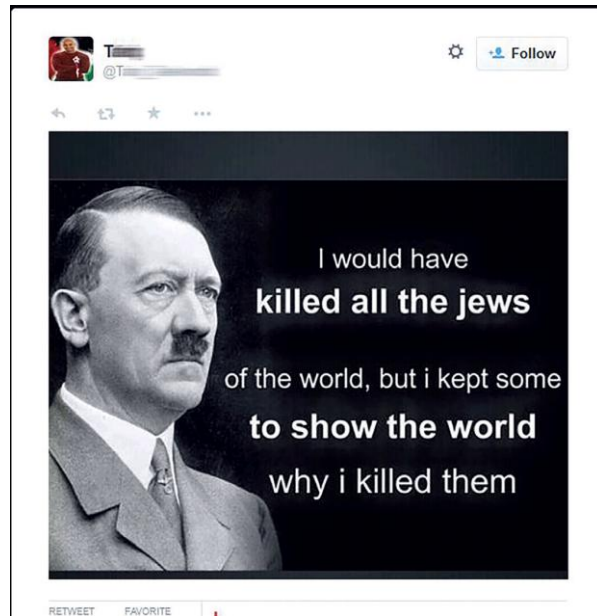 Follow
I would have
killed all the jews
of the world, but i kept some
to show the world
why i killed them
RETWEET FAVORITE